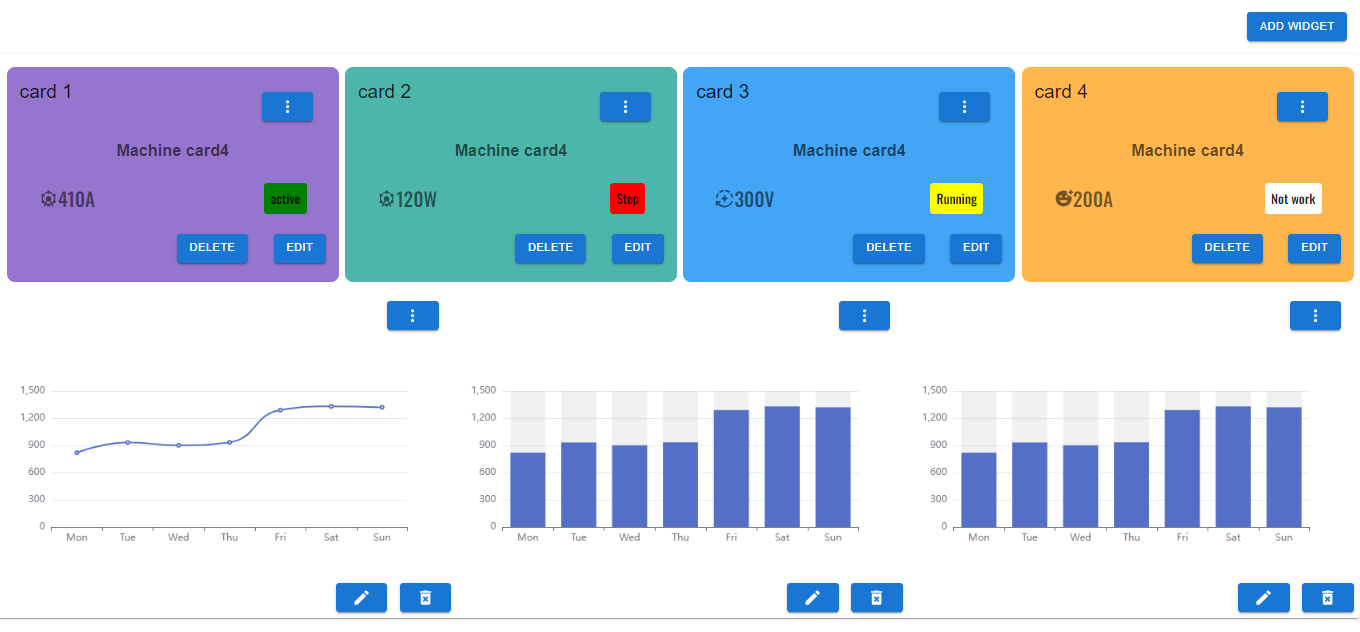 ADD WIDGET
card 1
card 2
card 3
card 4
Machine card4
Machine card4
Machine card4
Machine card4
410A
active
120W
Stop
300V
Running
200A
Not work
DELETE
EDIT
DELETE
EDIT
DELETE
EDIT
DELETE
EDIT
1,500
1,200
900
600
300
0
Mon Tue Wed Thu Fri Sat Sun
1,500
1,200
900
600
300
0
Mon Tue Wed Thu Fri Sat Sun
1,500
1,200
900
600
300
0
Mon Tue Wed Thu Fri Sat Sun